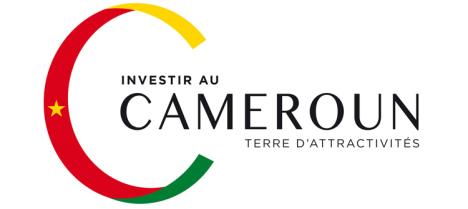 INVESTIR AU
CAMEROUN
TERRE D'ATTRACTIVITÉS